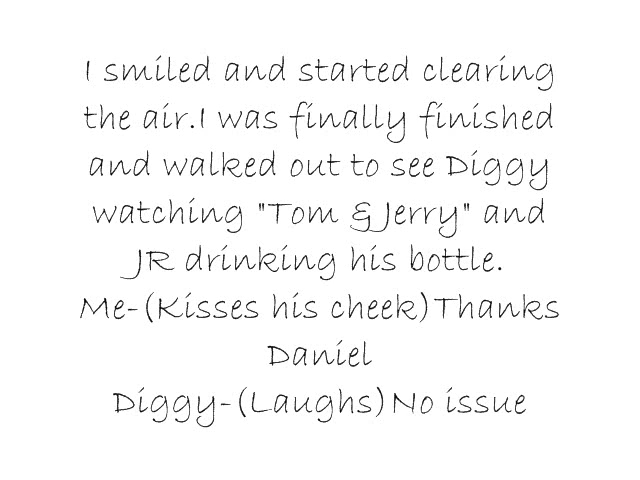 I smiled and started clearing
the air.I was finally finished
and walked out to see Diggy
watching "Tom & Jerry" and
JR drinking his bottle.
Me-(Kisses his cheek)Thanks
Daniel
Diggy-(Laughs)No issue